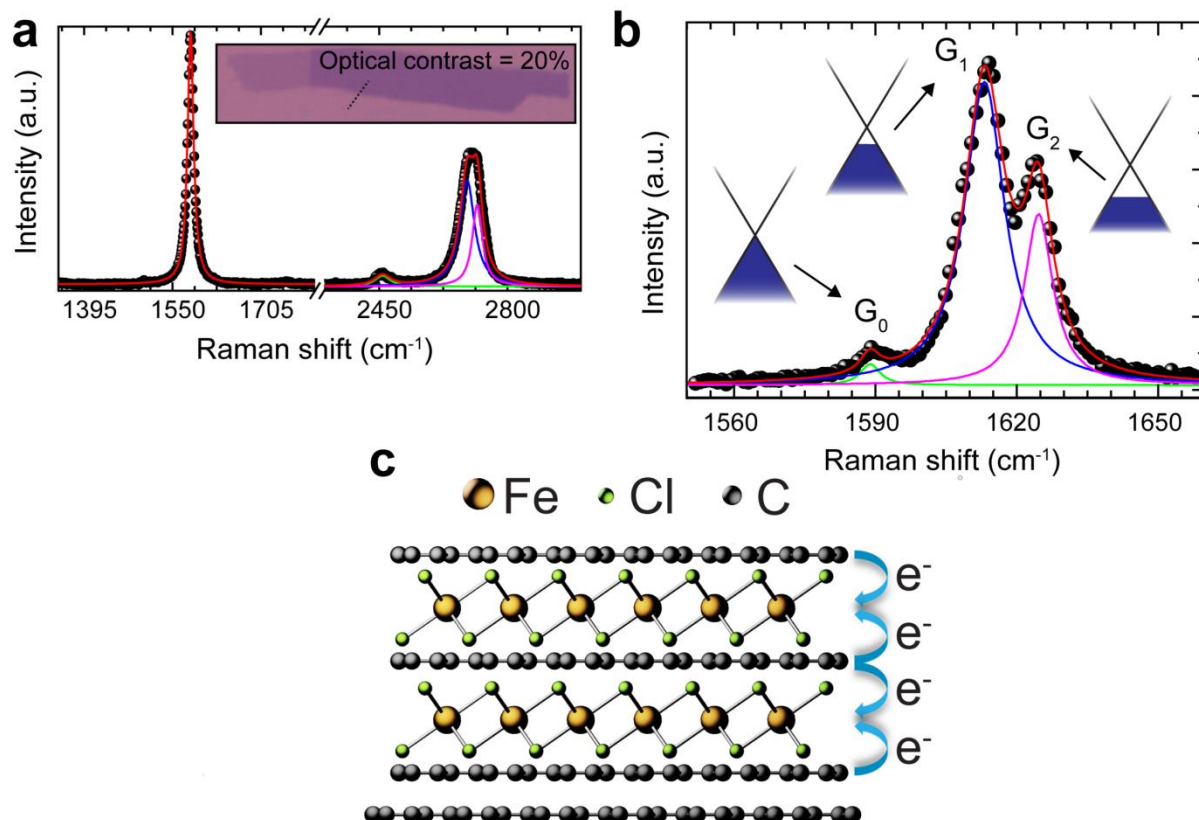 a
Optical contrast = 20%
Intensity (a.u.)
1395 1550 1705 2450 2800
Raman shift (cm⁻¹)
b
G₁
G₂
G₀
Intensity (a.u.)
1560 1590 1620 1650
Raman shift (cm⁻¹)
c
Fe Cl C
e⁻
e⁻
e⁻
e⁻